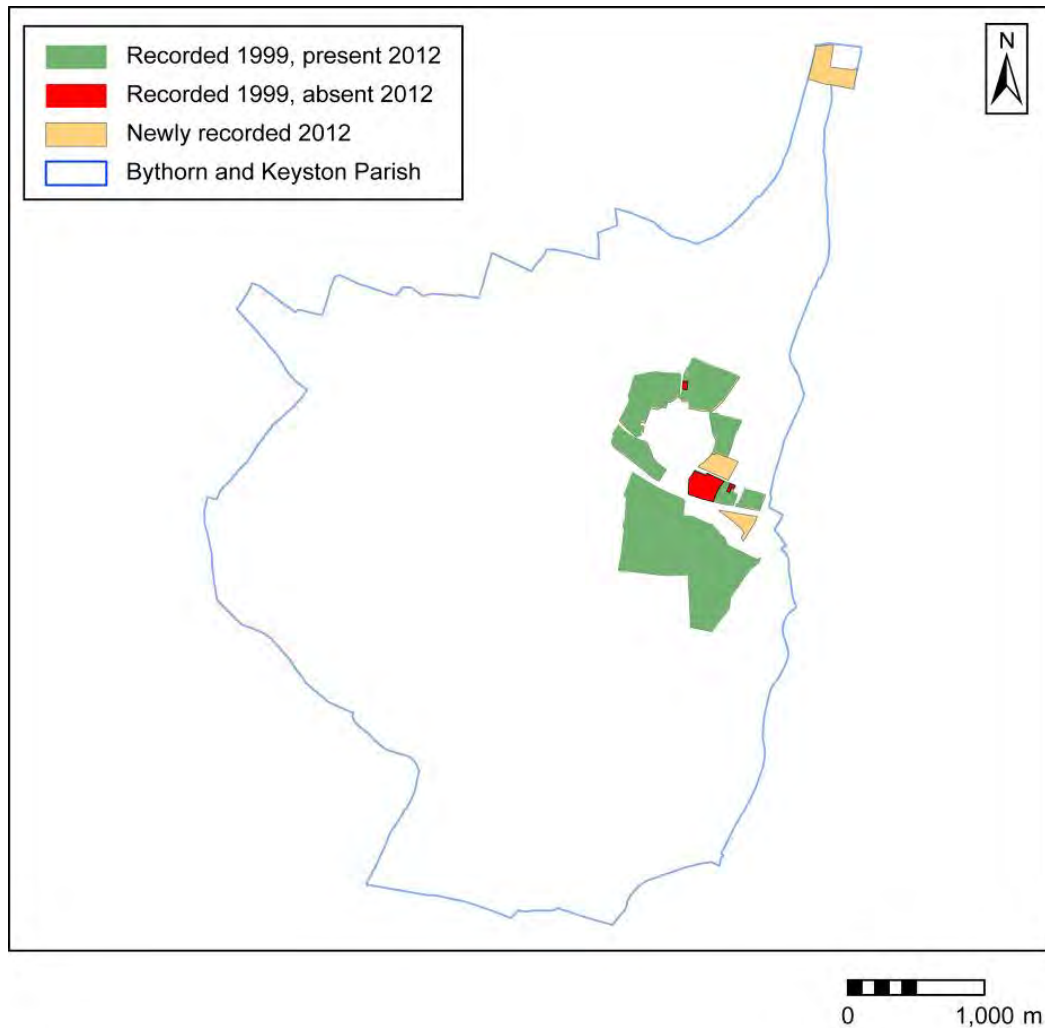 Recorded 1999, present 2012
Recorded 1999, absent 2012
Newly recorded 2012
Bythorn and Keyston Parish
N
0 1,000 m